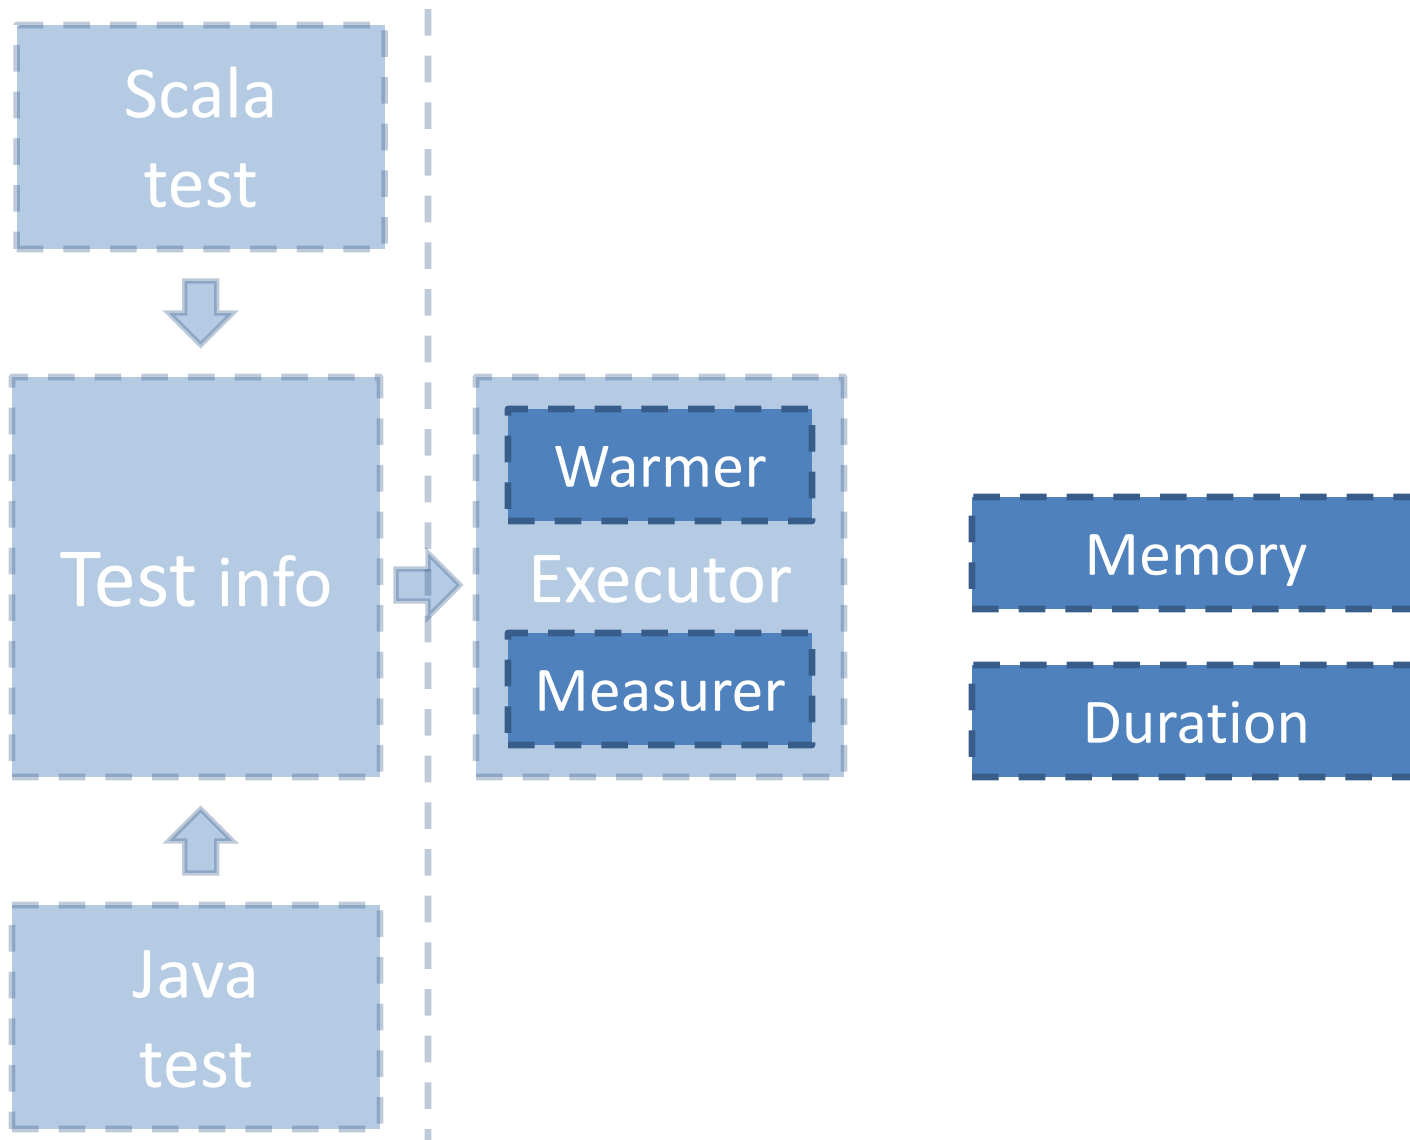 Scala
test
Test info
Java
test
Warmer
Executor
Measurer
Memory
Duration